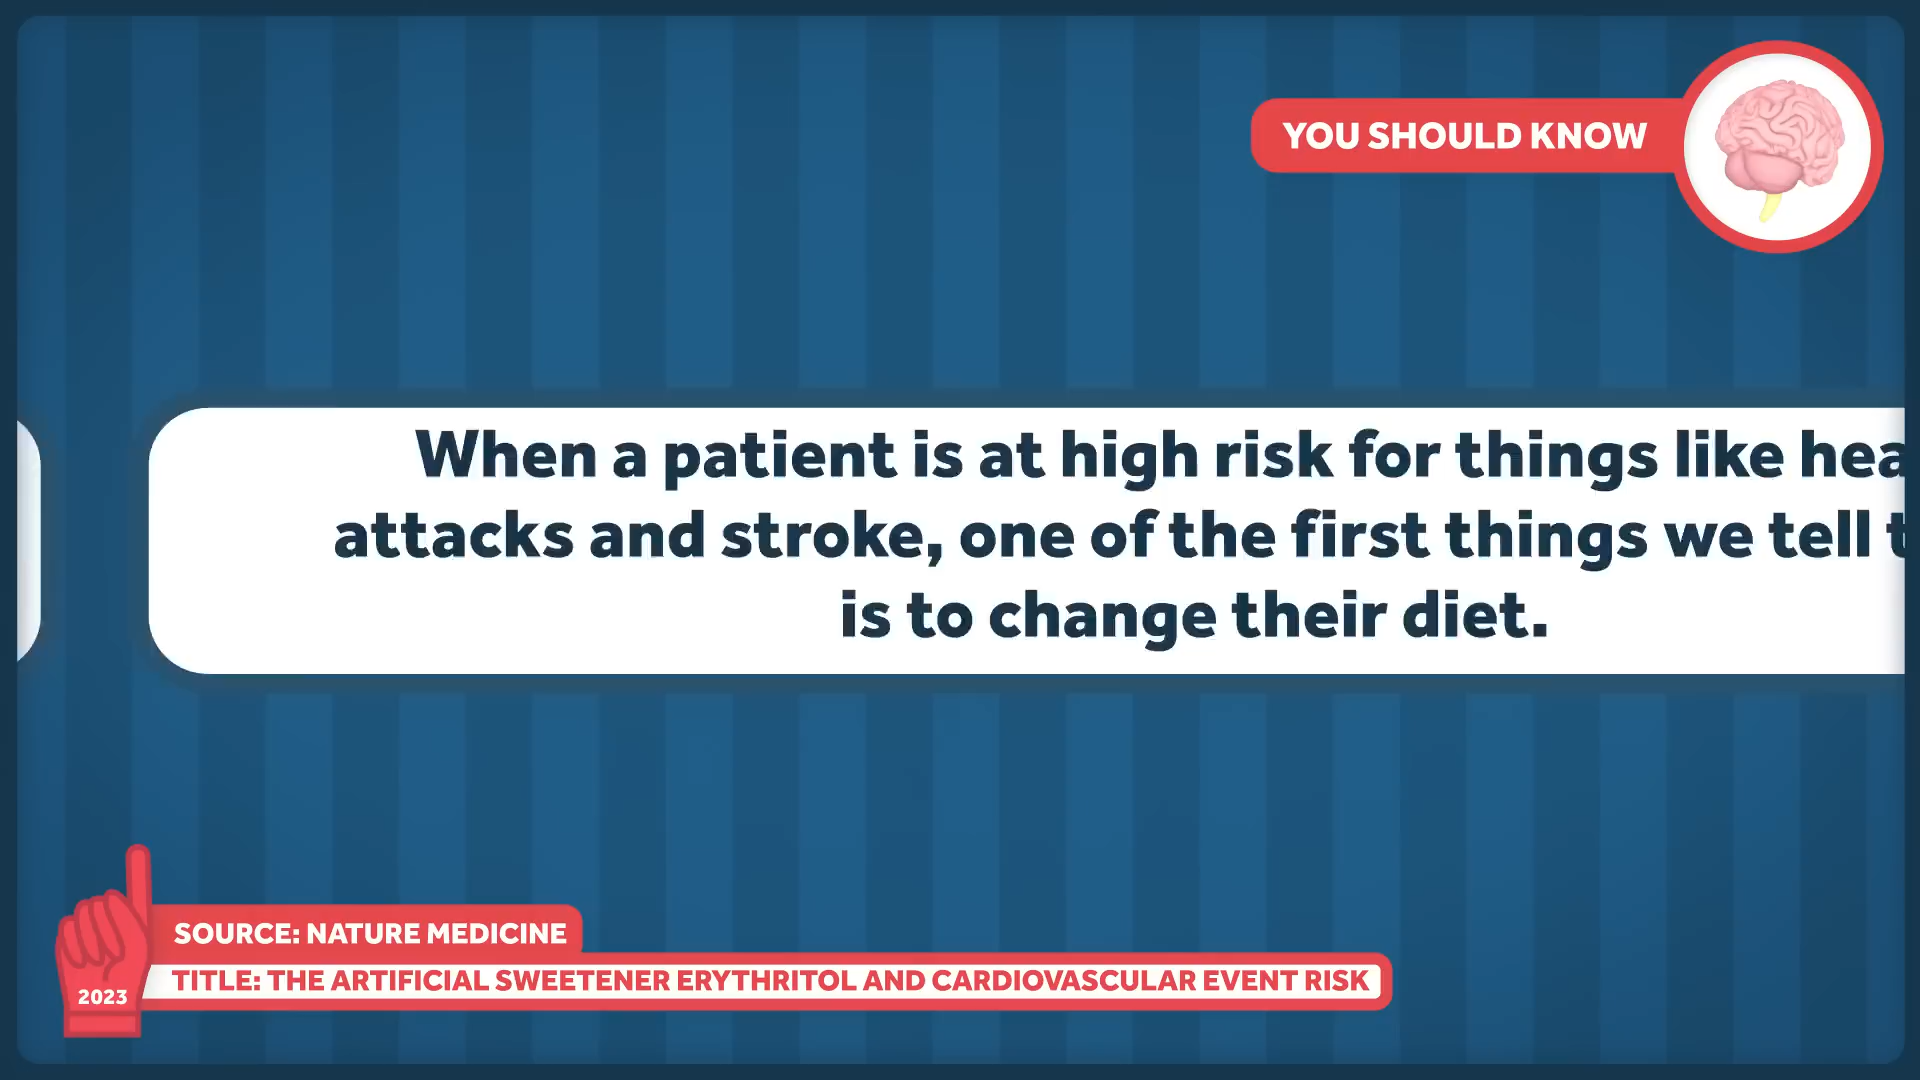 YOU SHOULD KNOW
When a patient is at high risk for things like hea
attacks and stroke, one of the first things we tell t
is to change their diet.
SOURCE: NATURE MEDICINE
TITLE: THE ARTIFICIAL SWEETENER ERYTHRITOL AND CARDIOVASCULAR EVENT RISK
2023